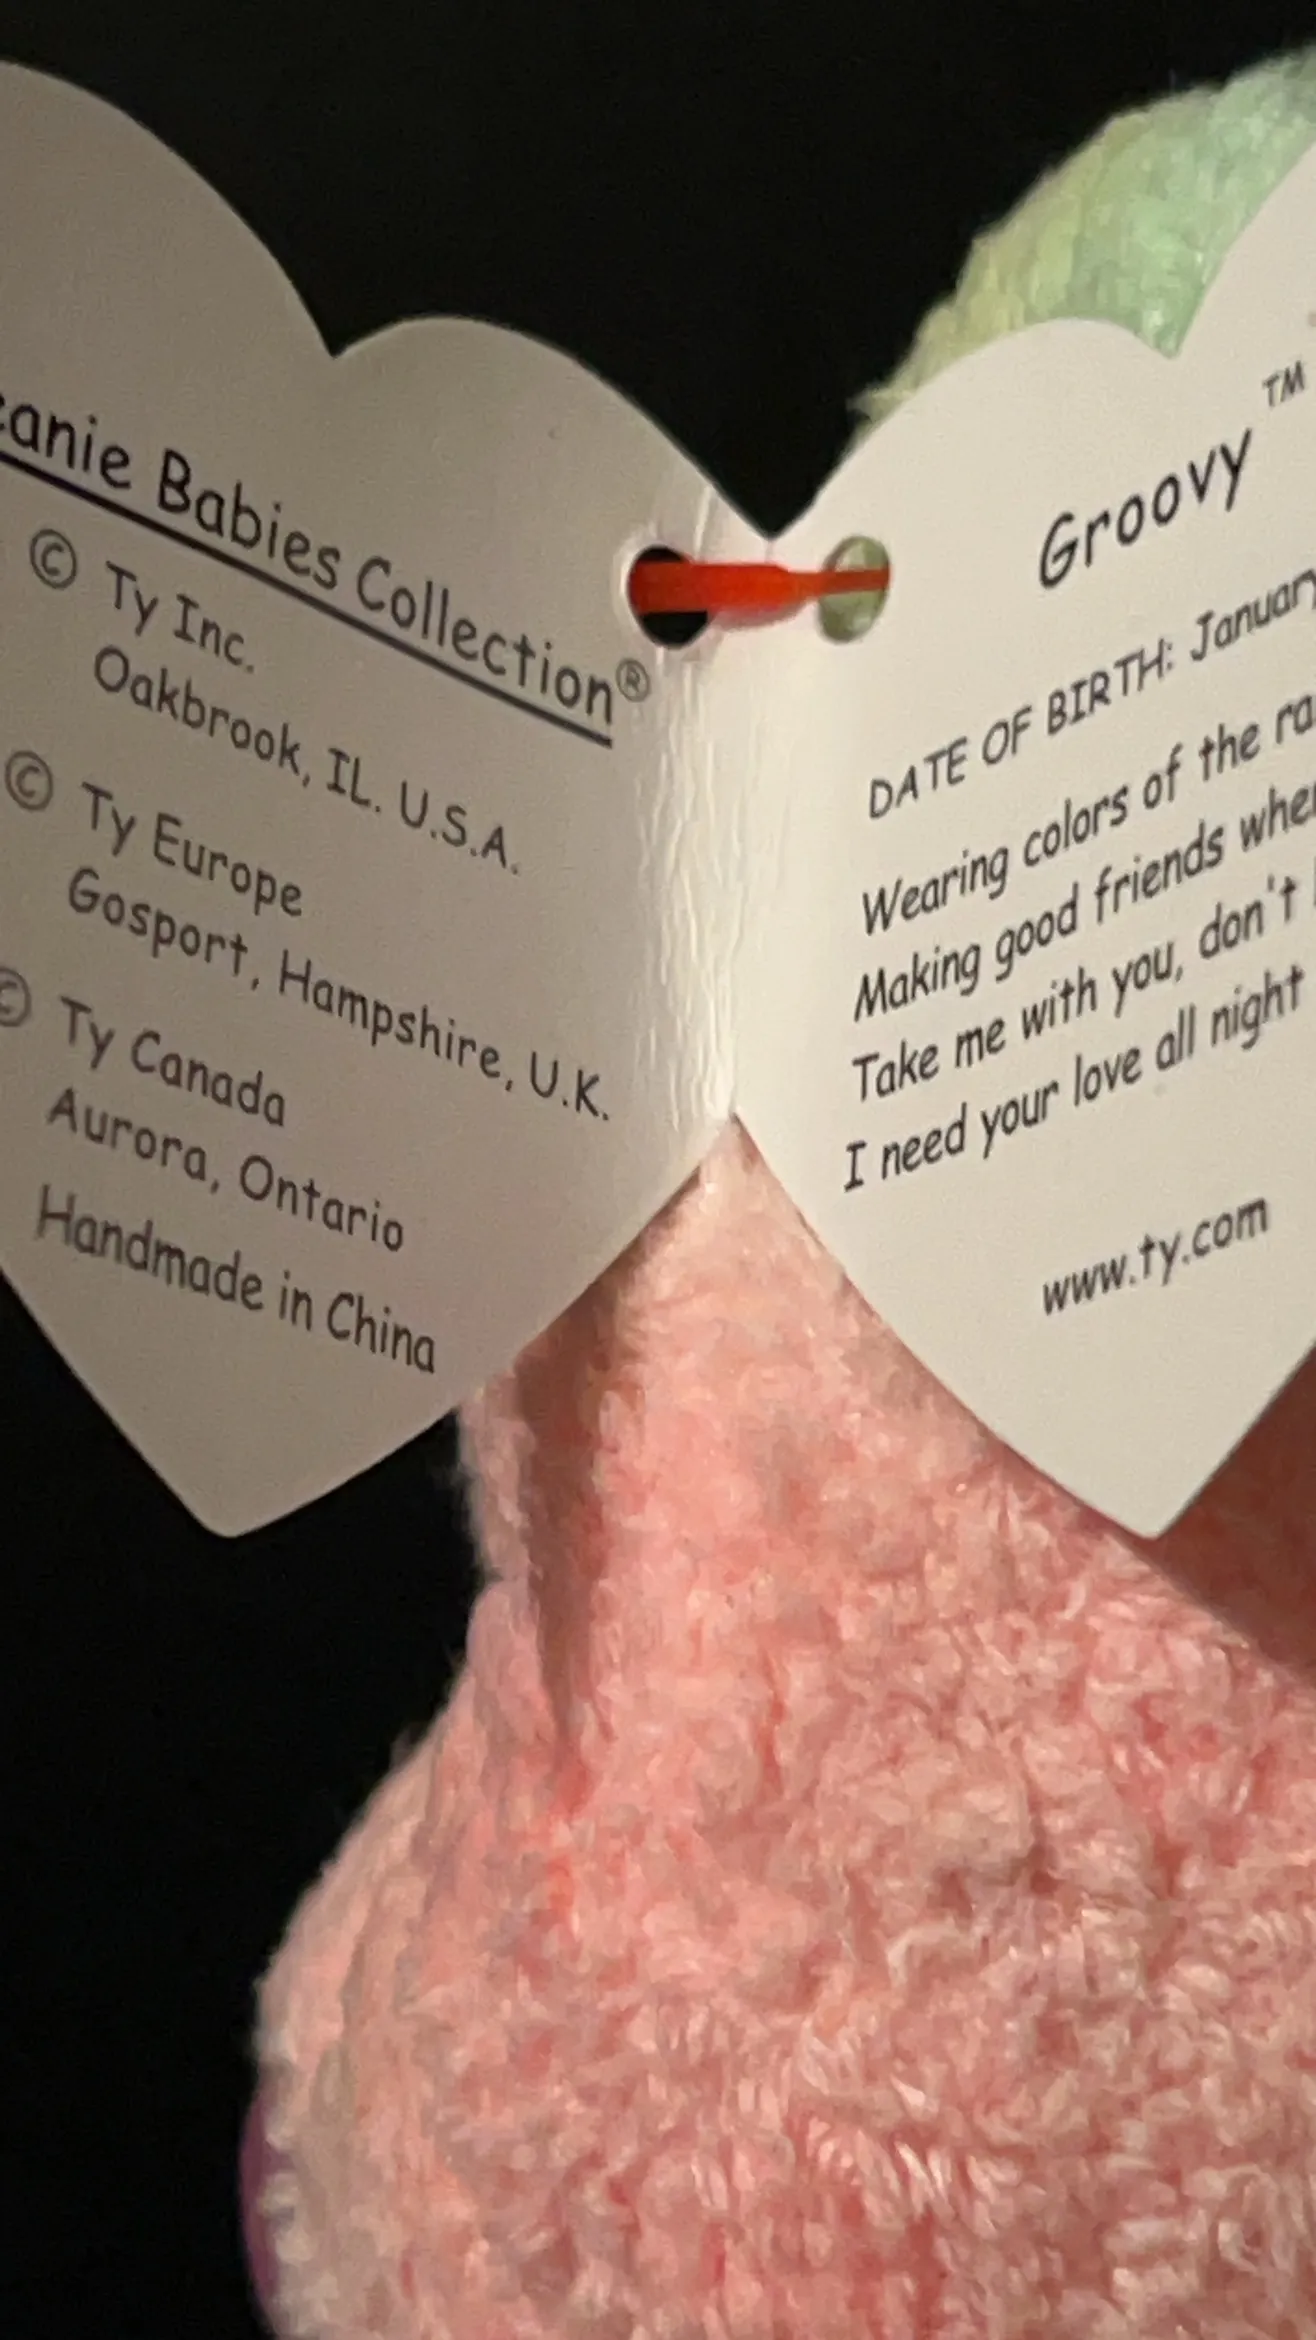 Babies Collection®
© Ty Inc.
Oakbrook, IL. U.S.A.
© Ty Europe
Gosport, Hampshire, U.K.
© Ty Canada
Aurora, Ontario
Handmade in China
Groovy™
DATE OF BIRTH: January
Wearing colors of the
Making good friends
Take me with you, don't
I need your love all night
www.ty.com